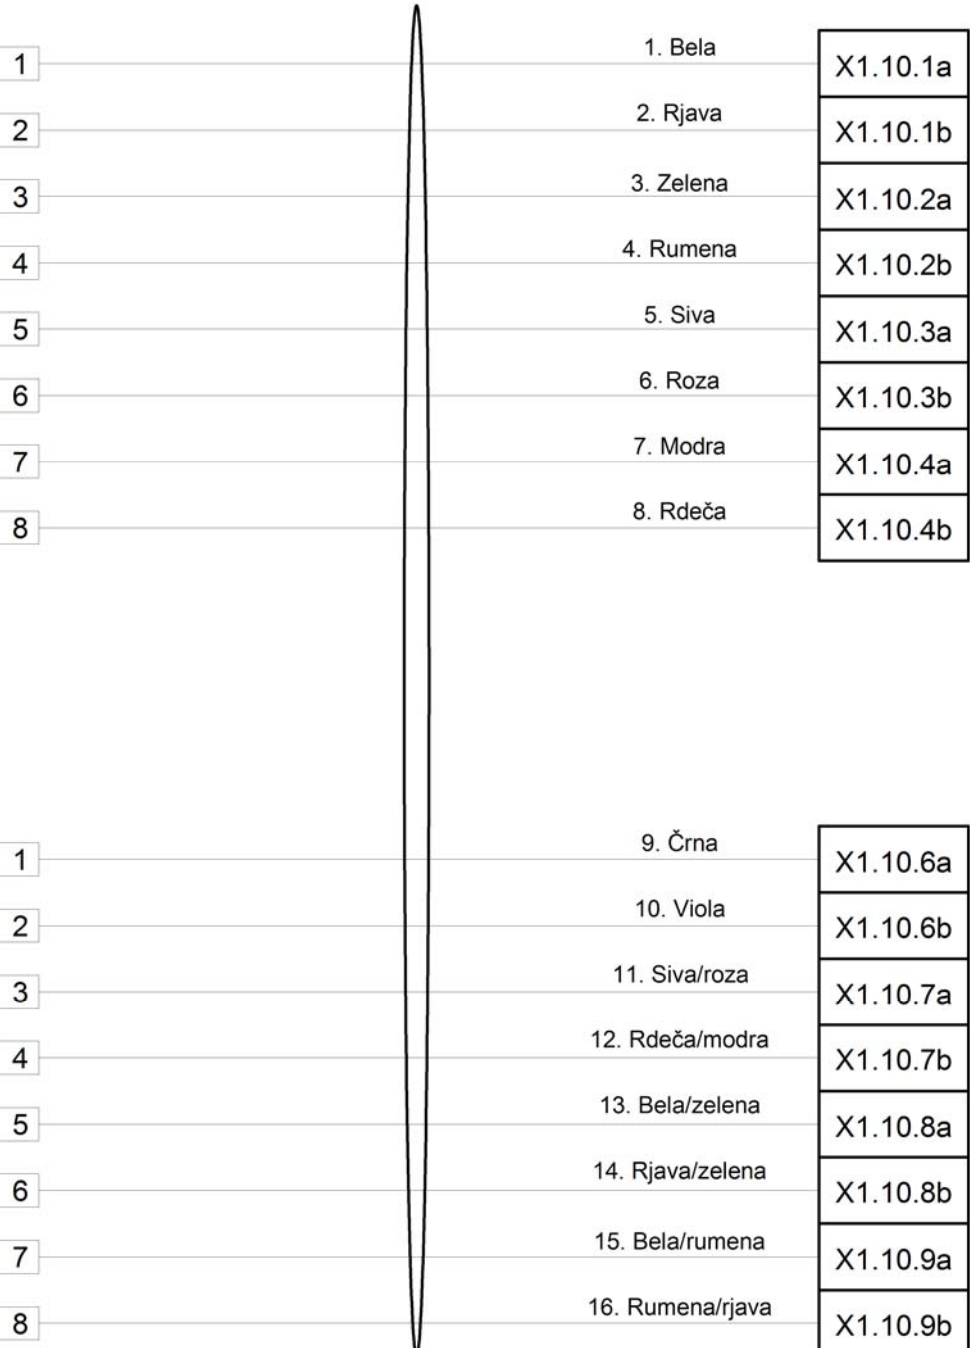 1 1. Bela X1.10.1a
2 2. Rjava X1.10.1b
3 3. Zelena X1.10.2a
4 4. Rumena X1.10.2b
5 5. Siva X1.10.3a
6 6. Roza X1.10.3b
7 7. Modra X1.10.4a
8 8. Rdeča X1.10.4b
1 9. Črna X1.10.6a
2 10. Viola X1.10.6b
3 11. Siva/roza X1.10.7a
4 12. Rdeča/modra X1.10.7b
5 13. Bela/zelena X1.10.8a
6 14. Rjava/zelena X1.10.8b
7 15. Bela/rumena X1.10.9a
8 16. Rumena/rjava X1.10.9b